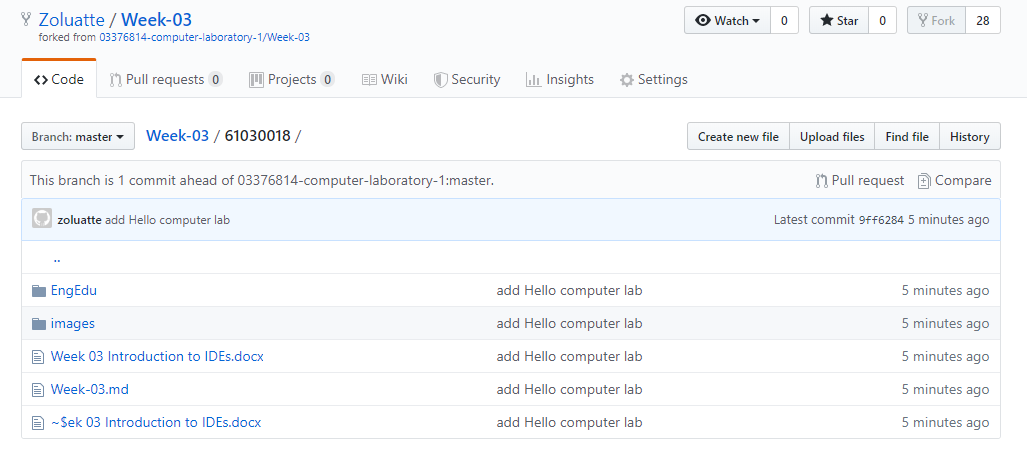 Zoluatte / Week-03 Watch 0 Star 0 Fork 28
forked from 03376814-computer-laboratory-1/Week-03
Code Pull requests 0 Projects 0 Wiki Security Insights Settings
Branch: master Week-03 / 61030018 / Create new file Upload files Find file History
This branch is 1 commit ahead of 03376814-computer-laboratory-1:master. Pull request Compare
zoluatte add Hello computer lab Latest commit 9ff6284 5 minutes ago
..
EngEdu add Hello computer lab 5 minutes ago
images add Hello computer lab 5 minutes ago
Week 03 Introduction to IDEs.docx add Hello computer lab 5 minutes ago
Week-03.md add Hello computer lab 5 minutes ago
~$ek 03 Introduction to IDEs.docx add Hello computer lab 5 minutes ago